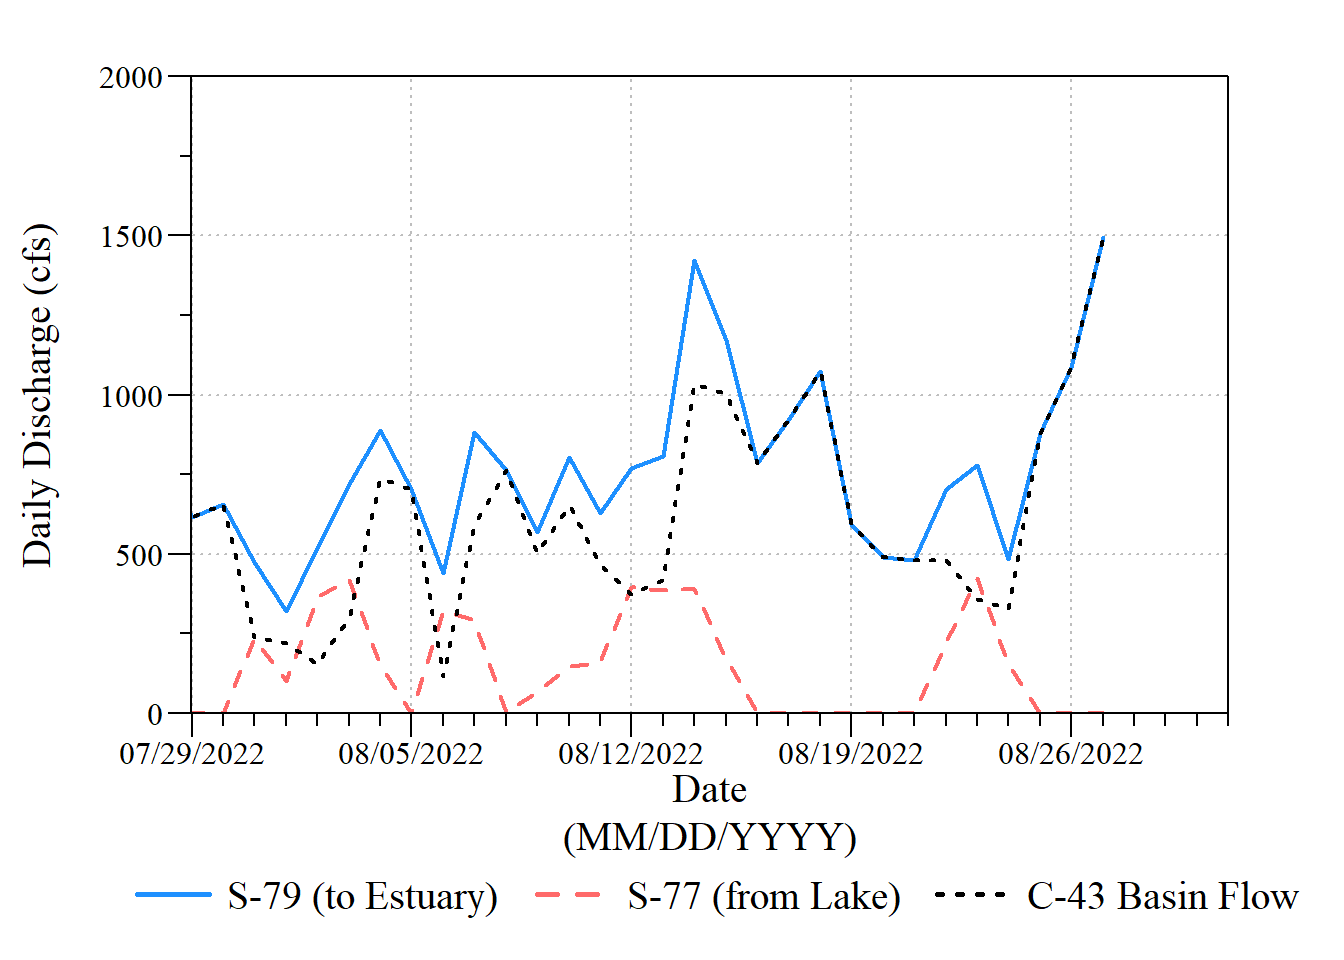 2000
1500
1000
500
0
Daily Discharge (cfs)
07/29/2022 08/05/2022 08/12/2022 08/19/2022 08/26/2022
Date
(MM/DD/YYYY)
S-79 (to Estuary) S-77 (from Lake) C-43 Basin Flow